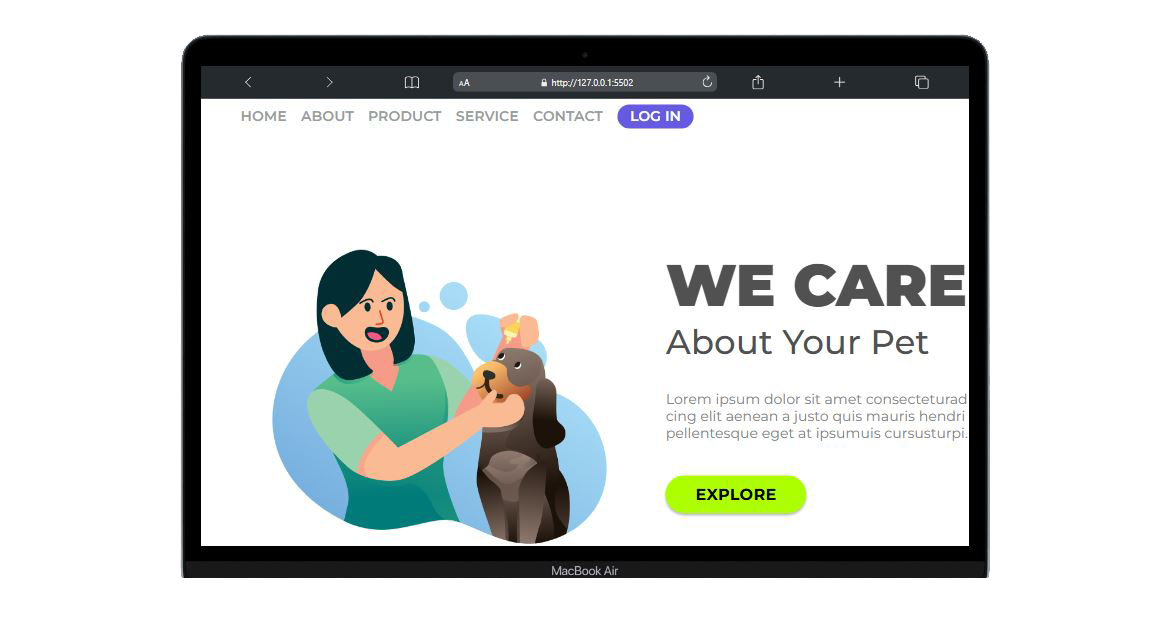 AA http://127.0.0.1:5502
HOME ABOUT PRODUCT SERVICE CONTACT LOG IN
WE CARE
About Your Pet
Lorem ipsum dolor sit amet consecteturad
cing elit aenean a justo quis mauris hendri
pellentesque eget at ipsumuis cursusturpi.
EXPLORE
MacBook Air